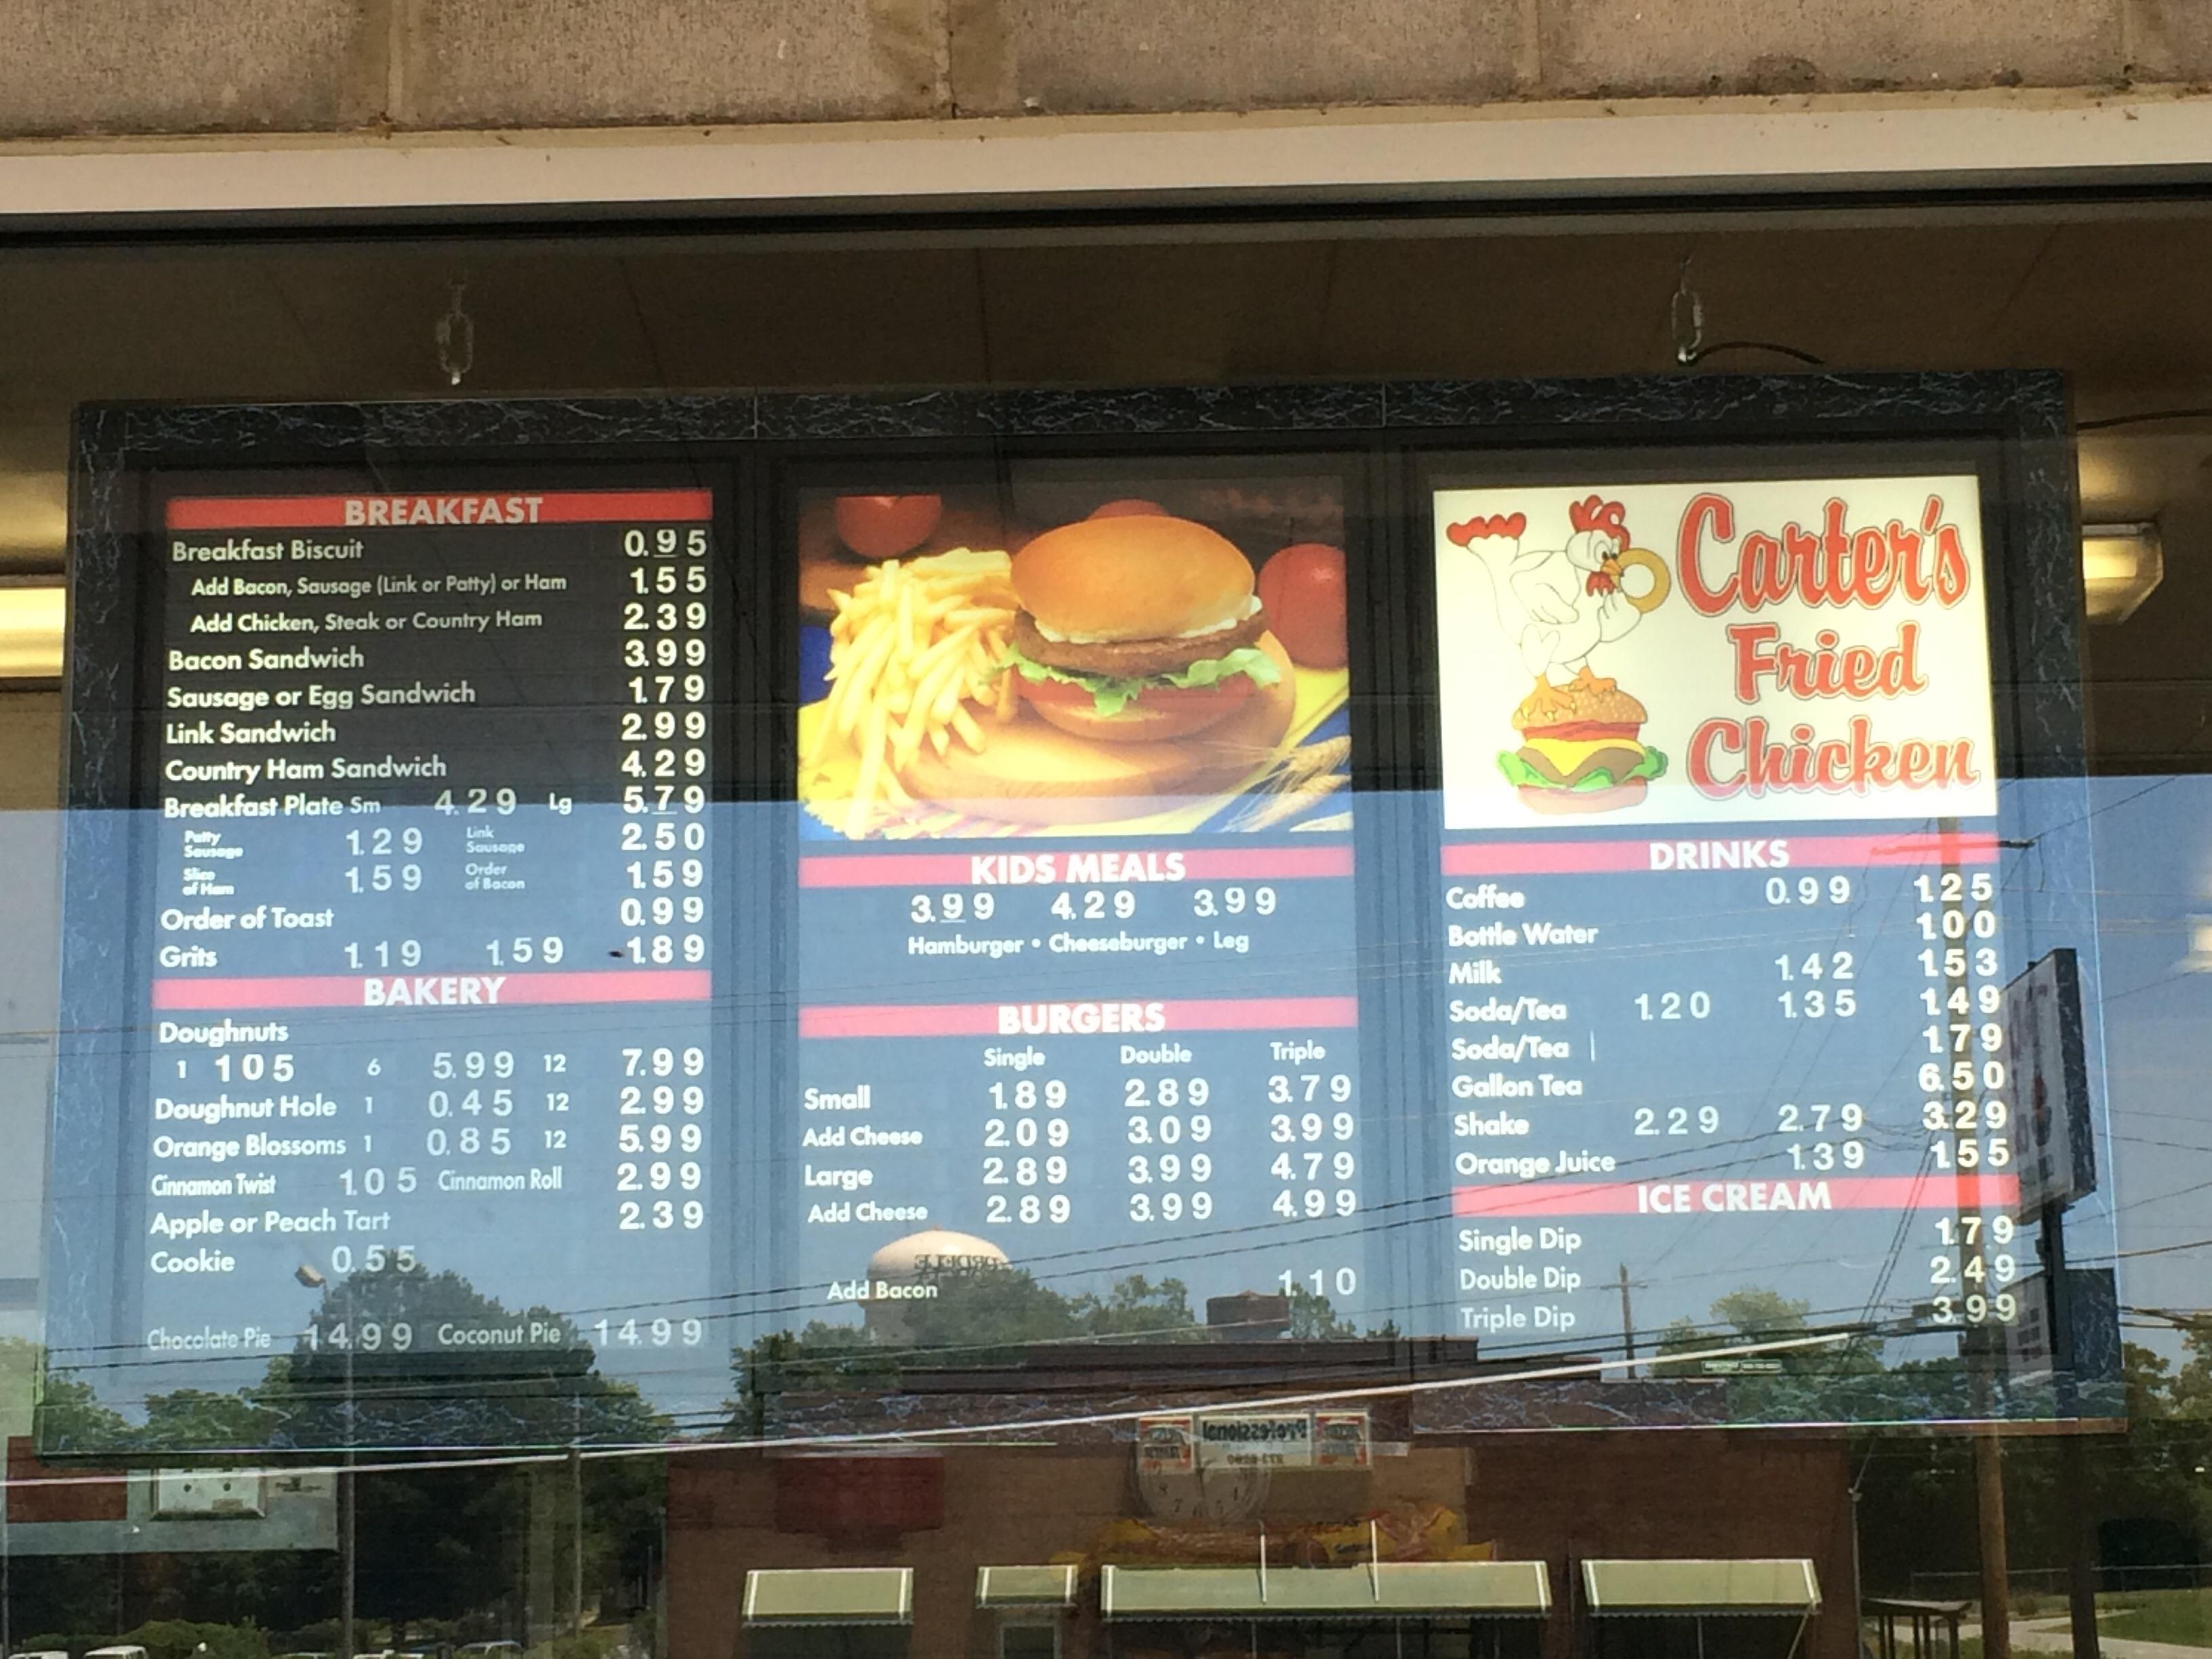 BREAKFAST
Breakfast Biscuit 0.95
Add Bacon, Sausage (Link or Patty) or Ham 1.55
Add Chicken, Steak or Country Ham 2.39
Bacon Sandwich 3.99
Sausage or Egg Sandwich 1.79
Link Sandwich 2.99
Country Ham Sandwich 4.29
Breakfast Plate Sm 4.29 Lg 5.79
Patty Sausage 1.29 Link Sausage 2.50
Slice of Ham 1.59 Order of Bacon 1.59
Order of Toast 0.99
Grits 1.19 1.59 1.89
BAKERY
Doughnuts
1 105 6 5.99 12 7.99
Doughnut Hole 1 0.45 12 2.99
Orange Blossoms 1 0.85 12 5.99
Cinnamon Twist 1.05 Cinnamon Roll 2.99
Apple or Peach Tart 2.39
Cookie 0.55
Chocolate Pie 14.99 Coconut Pie 14.99
KIDS MEALS
3.99 4.29 3.99
Hamburger • Cheeseburger • Leg
BURGERS
Single Double Triple
Small 1.89 2.89 3.79
Add Cheese 2.09 3.09 3.99
Large 2.89 3.99 4.79
Add Cheese 2.89 3.99 4.99
Add Bacon 1.10
Carter's
Fried
Chicken
DRINKS
Coffee 0.99 1.25
Bottle Water 1.00
Milk 1.42 1.53
Soda/Tea 1.20 1.35 1.49
Soda/Tea 1.79
Gallon Tea 6.50
Shake 2.29 2.79 3.29
Orange Juice 1.39 1.55
ICE CREAM
Single Dip 1.79
Double Dip 2.49
Triple Dip 3.99
Professional